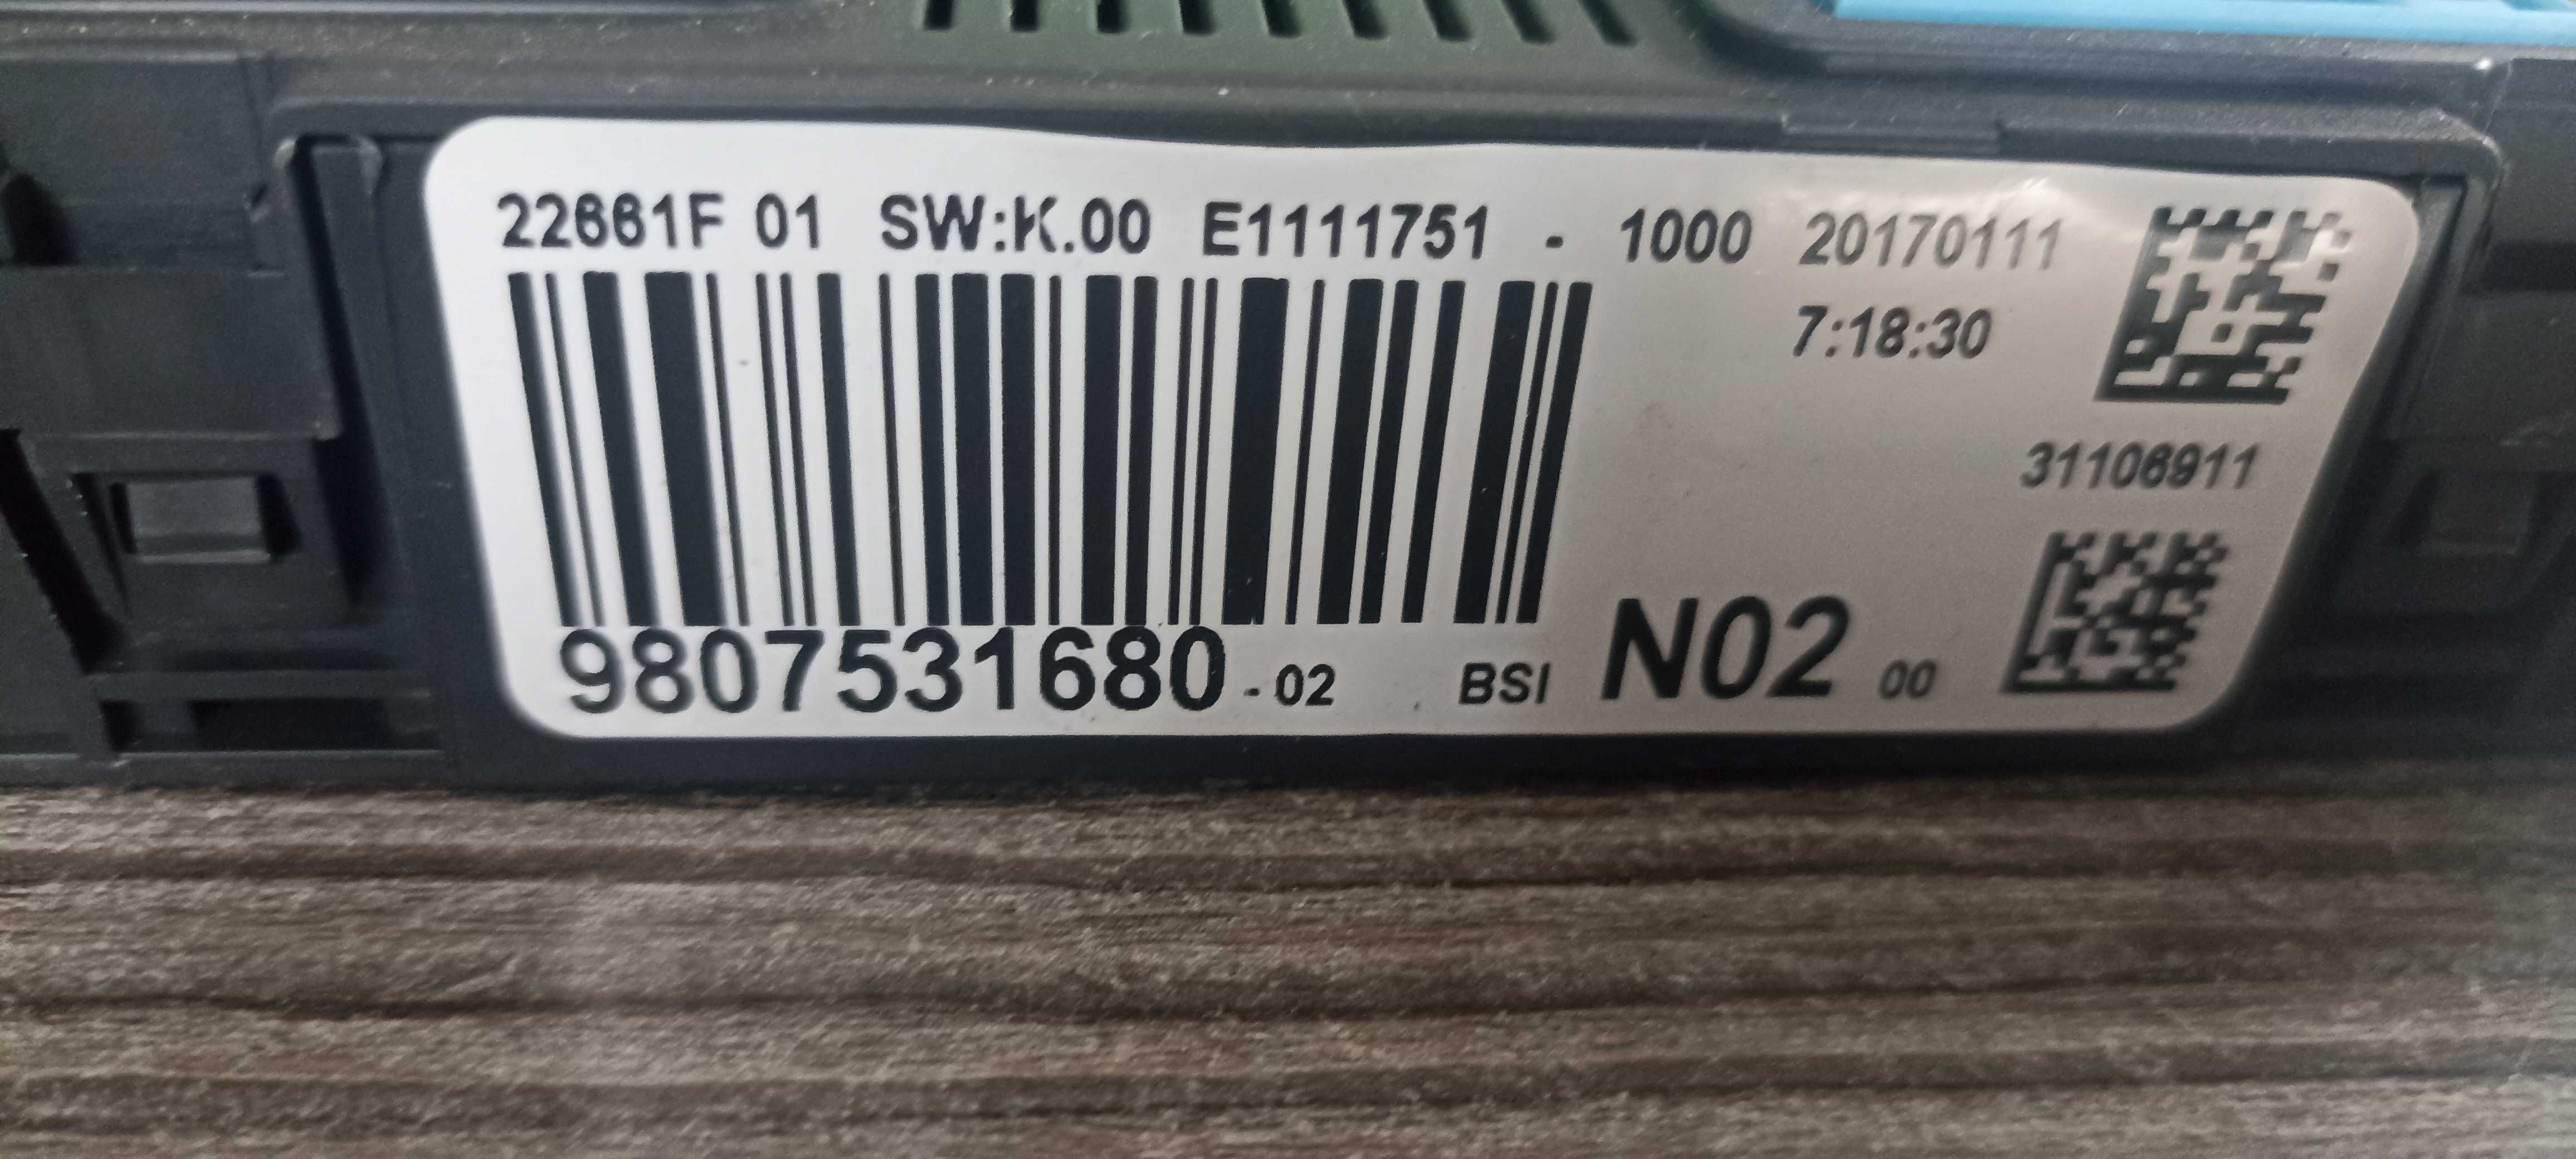 22661F 01 SW:K.00 E1111751 - 1000 20170111
7:18:30
31106911
9807531680 - 02 BSI N02 00